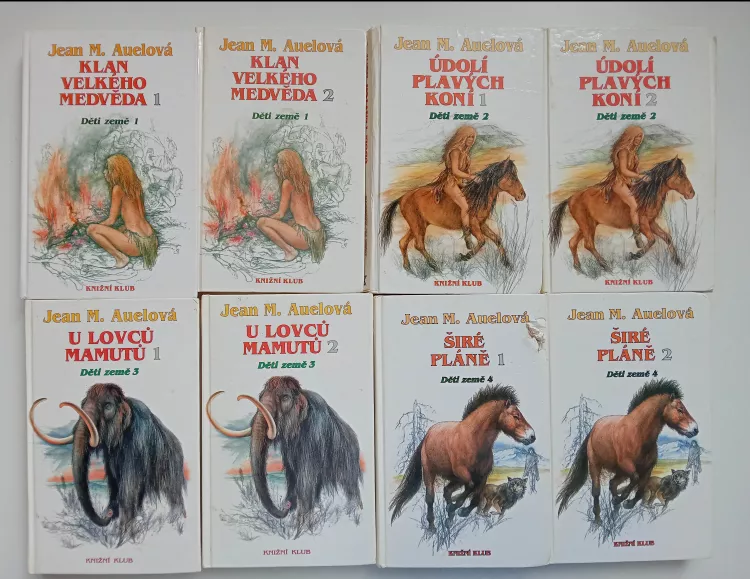 Jean M. Auelová
KLAN
VELKÉHO
MEDVĚDA 1
Děti země 1
KNIŽNÍ KLUB
Jean M. Auelová
KLAN
VELKÉHO
MEDVĚDA 2
Děti země 1
KNIŽNÍ KLUB
Jean M. Auelová
ÚDOLÍ
PLAVÝCH
KONÍ 1
Děti země 2
KNIŽNÍ KLUB
Jean M. Auelová
ÚDOLÍ
PLAVÝCH
KONÍ 2
Děti země 2
KNIŽNÍ KLUB
Jean M. Auelová
U LOVCŮ
MAMUTŮ 1
Děti země 3
KNIŽNÍ KLUB
Jean M. Auelová
U LOVCŮ
MAMUTŮ 2
Děti země 3
KNIŽNÍ KLUB
Jean M. Auelová
ŠIRÉ
PLÁNĚ 1
Děti země 4
KNIŽNÍ KLUB
Jean M. Auelová
ŠIRÉ
PLÁNĚ 2
Děti země 4
KNIŽNÍ KLUB